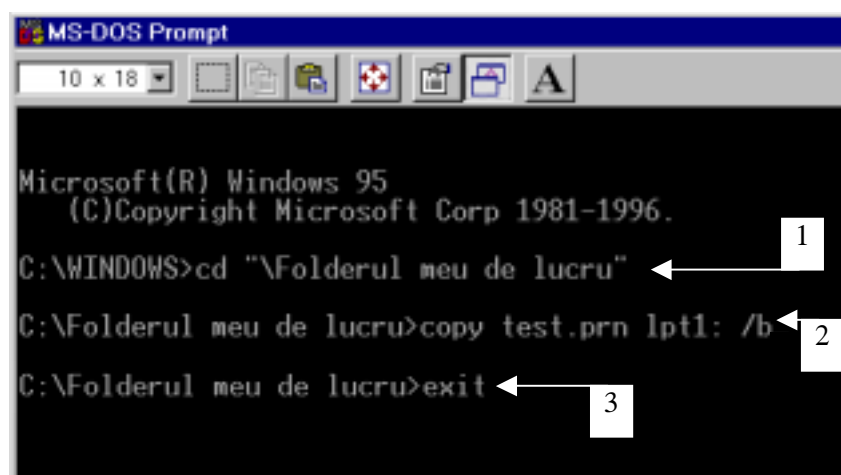 MS-DOS Prompt
10 x 18 A
Microsoft(R) Windows 95
(C)Copyright Microsoft Corp 1981-1996.
1
C:\WINDOWS>cd "\Folderul meu de lucru"
C:\Folderul meu de lucru>copy test.prn lpt1: /b
2
C:\Folderul meu de lucru>exit
3